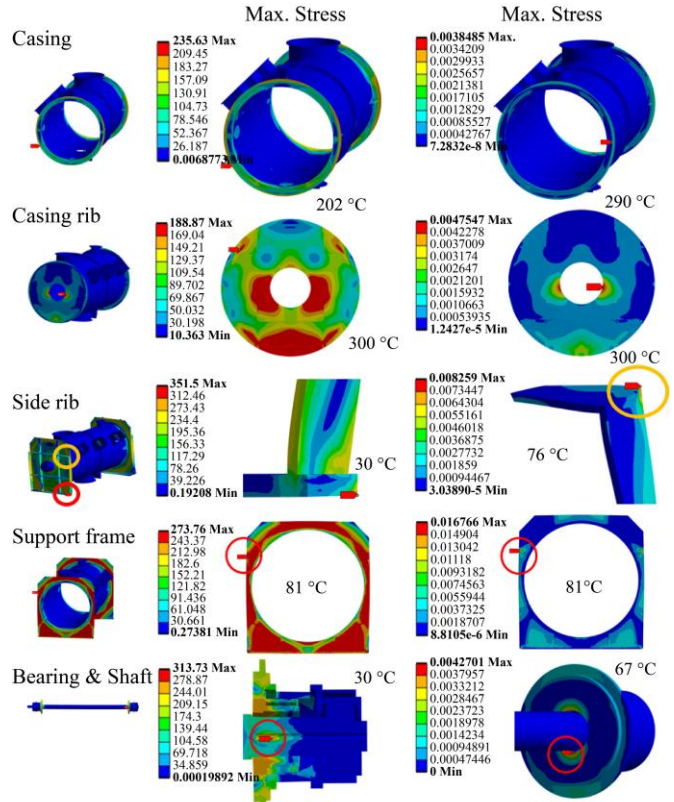 Max. Stress
Max. Stress
Casing
235.63 Max
209.45
183.27
157.09
130.91
104.73
78.546
52.367
26.187
0.0068773 Min
202 °C
0.0038485 Max.
0.0034209
0.0029933
0.0025657
0.0021381
0.0017105
0.0012829
0.00085527
0.00042767
7.2832e-8 Min
290 °C
Casing rib
188.87 Max
169.04
149.21
129.37
109.54
89.702
69.867
50.032
30.198
10.363 Min
300 °C
0.0047547 Max
0.0042278
0.0037009
0.003174
0.002647
0.0021201
0.0015932
0.0010663
0.00053935
1.2427e-5 Min
300 °C
Side rib
351.5 Max
312.46
273.43
234.4
195.36
156.33
117.29
78.26
39.226
0.19208 Min
30 °C
0.008259 Max
0.0073447
0.0064304
0.0055161
0.0046018
0.0036875
0.0027732
0.001859
0.00094467
3.03890-5 Min
76 °C
Support frame
273.76 Max
243.37
212.98
182.6
152.21
121.82
91.436
61.048
30.661
0.27381 Min
81 °C
0.016766 Max
0.014904
0.013042
0.01118
0.0093182
0.0074563
0.0055944
0.0037325
0.0018707
8.8105e-6 Min
81°C
Bearing & Shaft
313.73 Max
278.87
244.01
209.15
174.3
139.44
104.58
69.718
34.859
0.00019892 Min
30 °C
0.0042701 Max
0.0037957
0.0033212
0.0028467
0.0023723
0.0018978
0.0014234
0.00094891
0.00047446
0 Min
67 °C